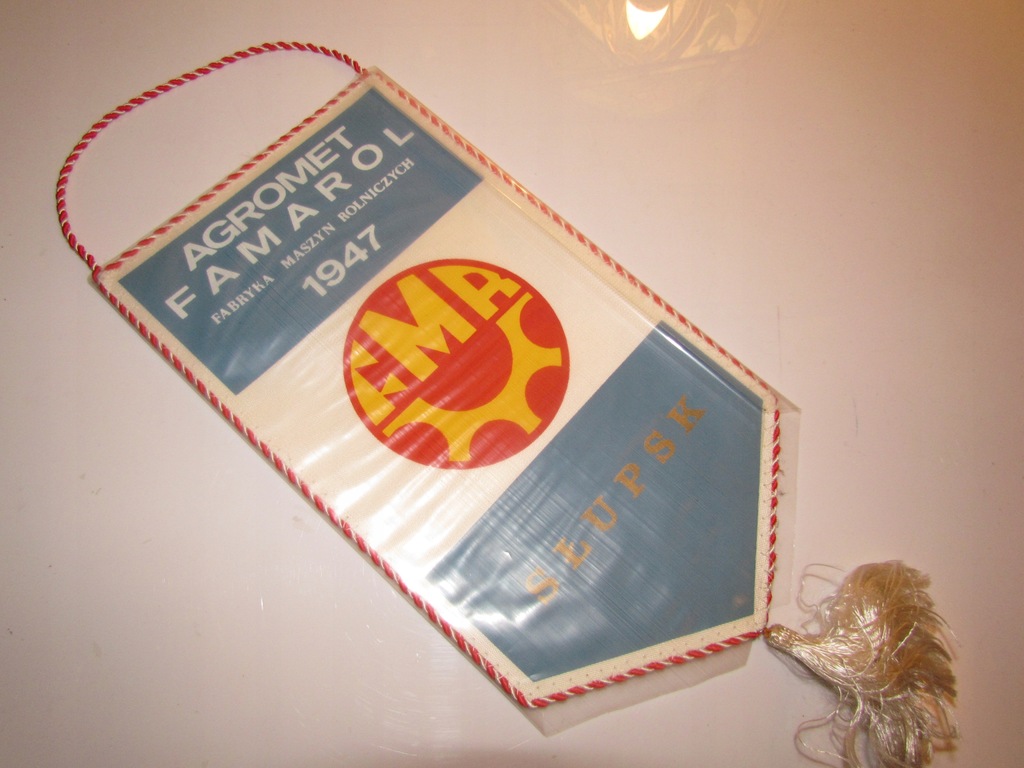 AGROMET
FAMAROL
FABRYKA MASZYN ROLNICZYCH
1947
FMR
SŁUPSK